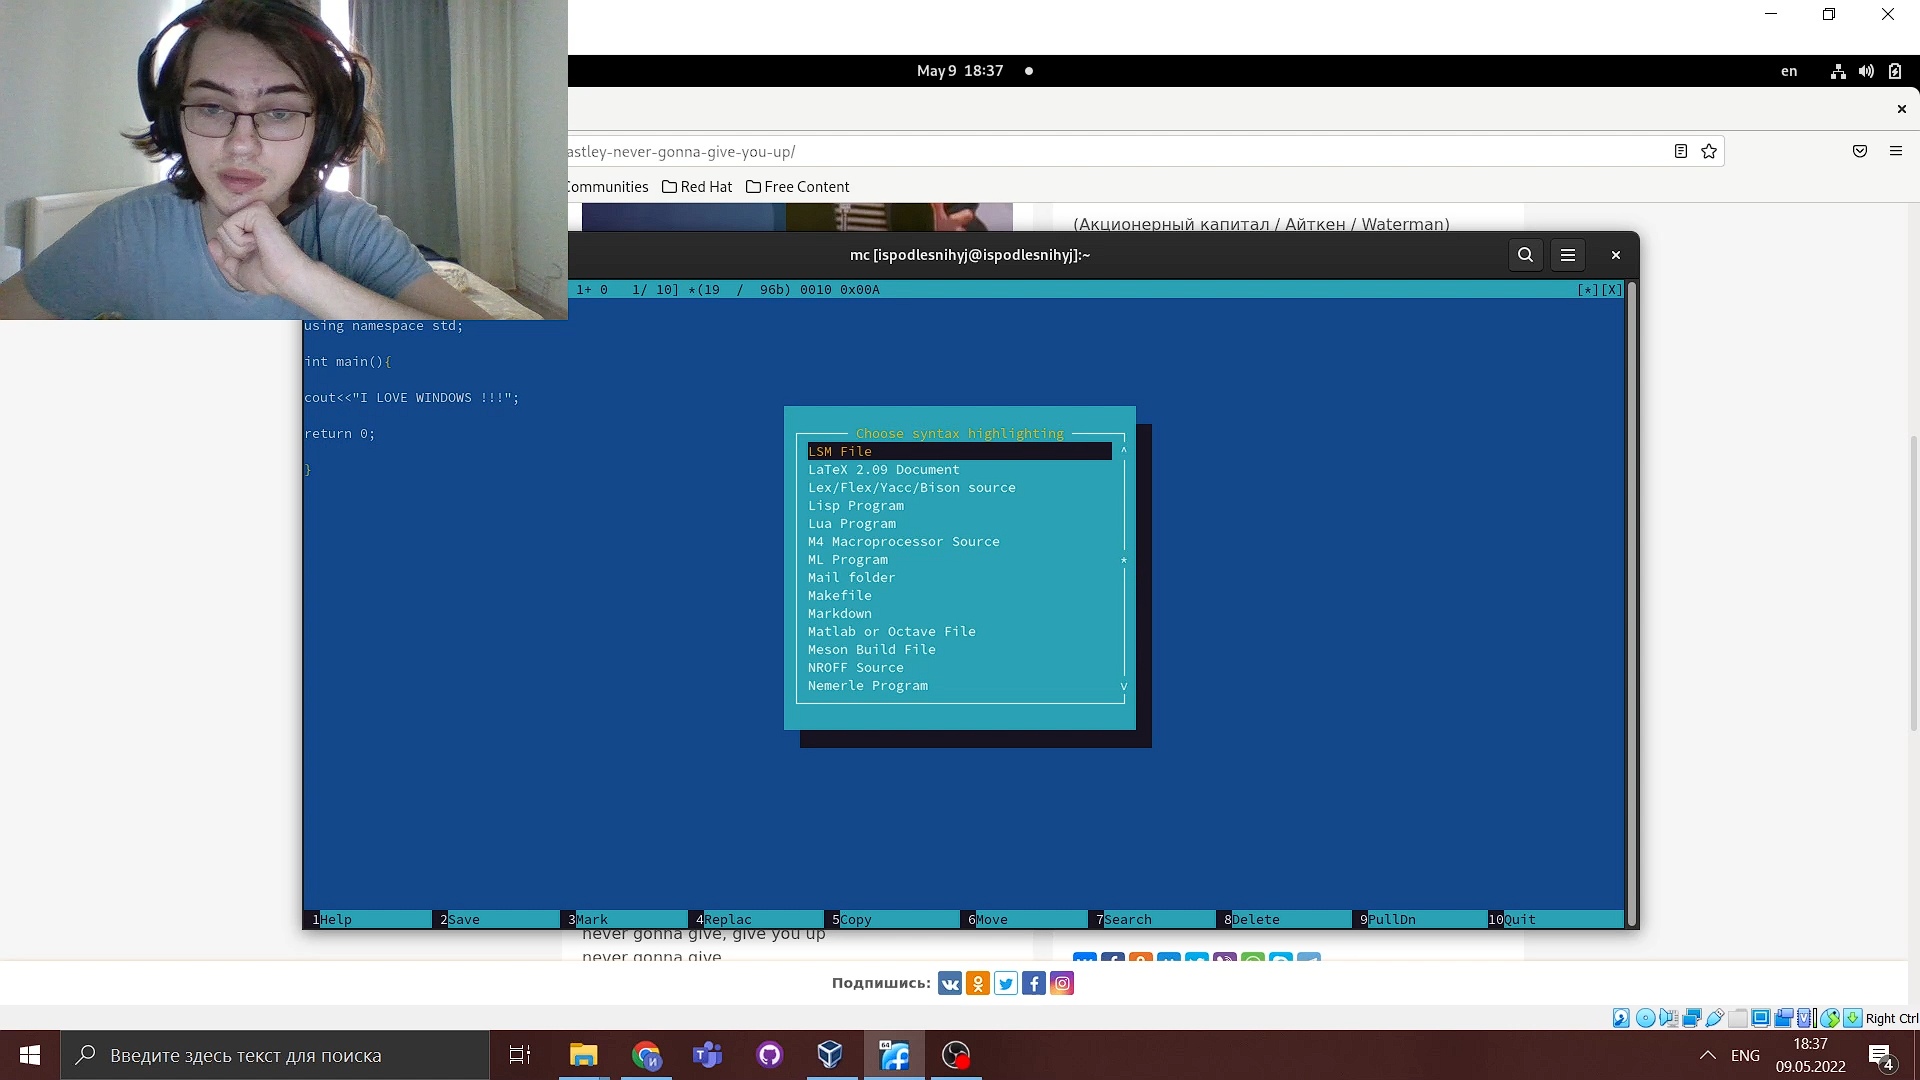 May 9 18:37
en
astley-never-gonna-give-you-up/
Communities Red Hat Free Content
(Акционерный капитал / Айткен / Waterman)
mc [ispodlesnihyj@ispodlesnihyj]:~
1+ 0 1/ 10] *(19 / 96b) 0010 0x00A [*][X]
using namespace std;
int main(){
cout<<"I LOVE WINDOWS !!!";
return 0;
}
Choose syntax highlighting
LSM File
LaTeX 2.09 Document
Lex/Flex/Yacc/Bison source
Lisp Program
Lua Program
M4 Macroprocessor Source
ML Program
Mail folder
Makefile
Markdown
Matlab or Octave File
Meson Build File
NROFF Source
Nemerle Program
1Help 2Save 3Mark 4Replac 5Copy 6Move 7Search 8Delete 9PullDn 10Quit
never gonna give, give you up
never gonna give
Подпишись:
Right Ctrl
Введите здесь текст для поиска
64
ENG
18:37
09.05.2022
4